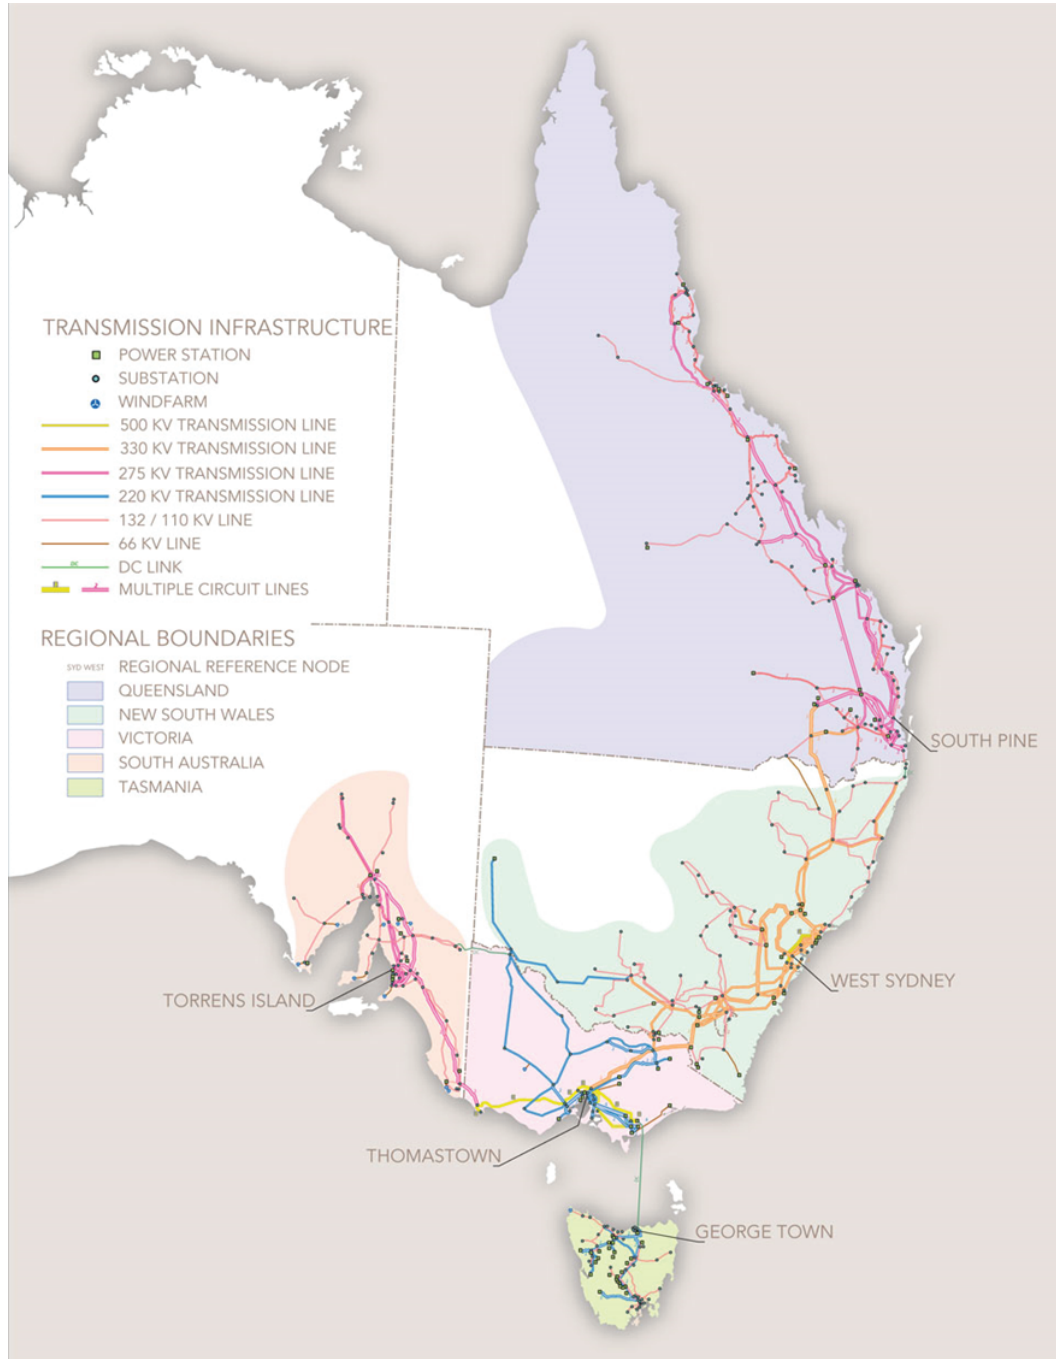 TRANSMISSION INFRASTRUCTURE
POWER STATION
SUBSTATION
WINDFARM
500 KV TRANSMISSION LINE
330 KV TRANSMISSION LINE
275 KV TRANSMISSION LINE
220 KV TRANSMISSION LINE
132 / 110 KV LINE
66 KV LINE
DC DC LINK
2 2 MULTIPLE CIRCUIT LINES
REGIONAL BOUNDARIES
SYD WEST REGIONAL REFERENCE NODE
QUEENSLAND
NEW SOUTH WALES
VICTORIA
SOUTH AUSTRALIA
TASMANIA
SOUTH PINE
WEST SYDNEY
TORRENS ISLAND
THOMASTOWN
GEORGE TOWN